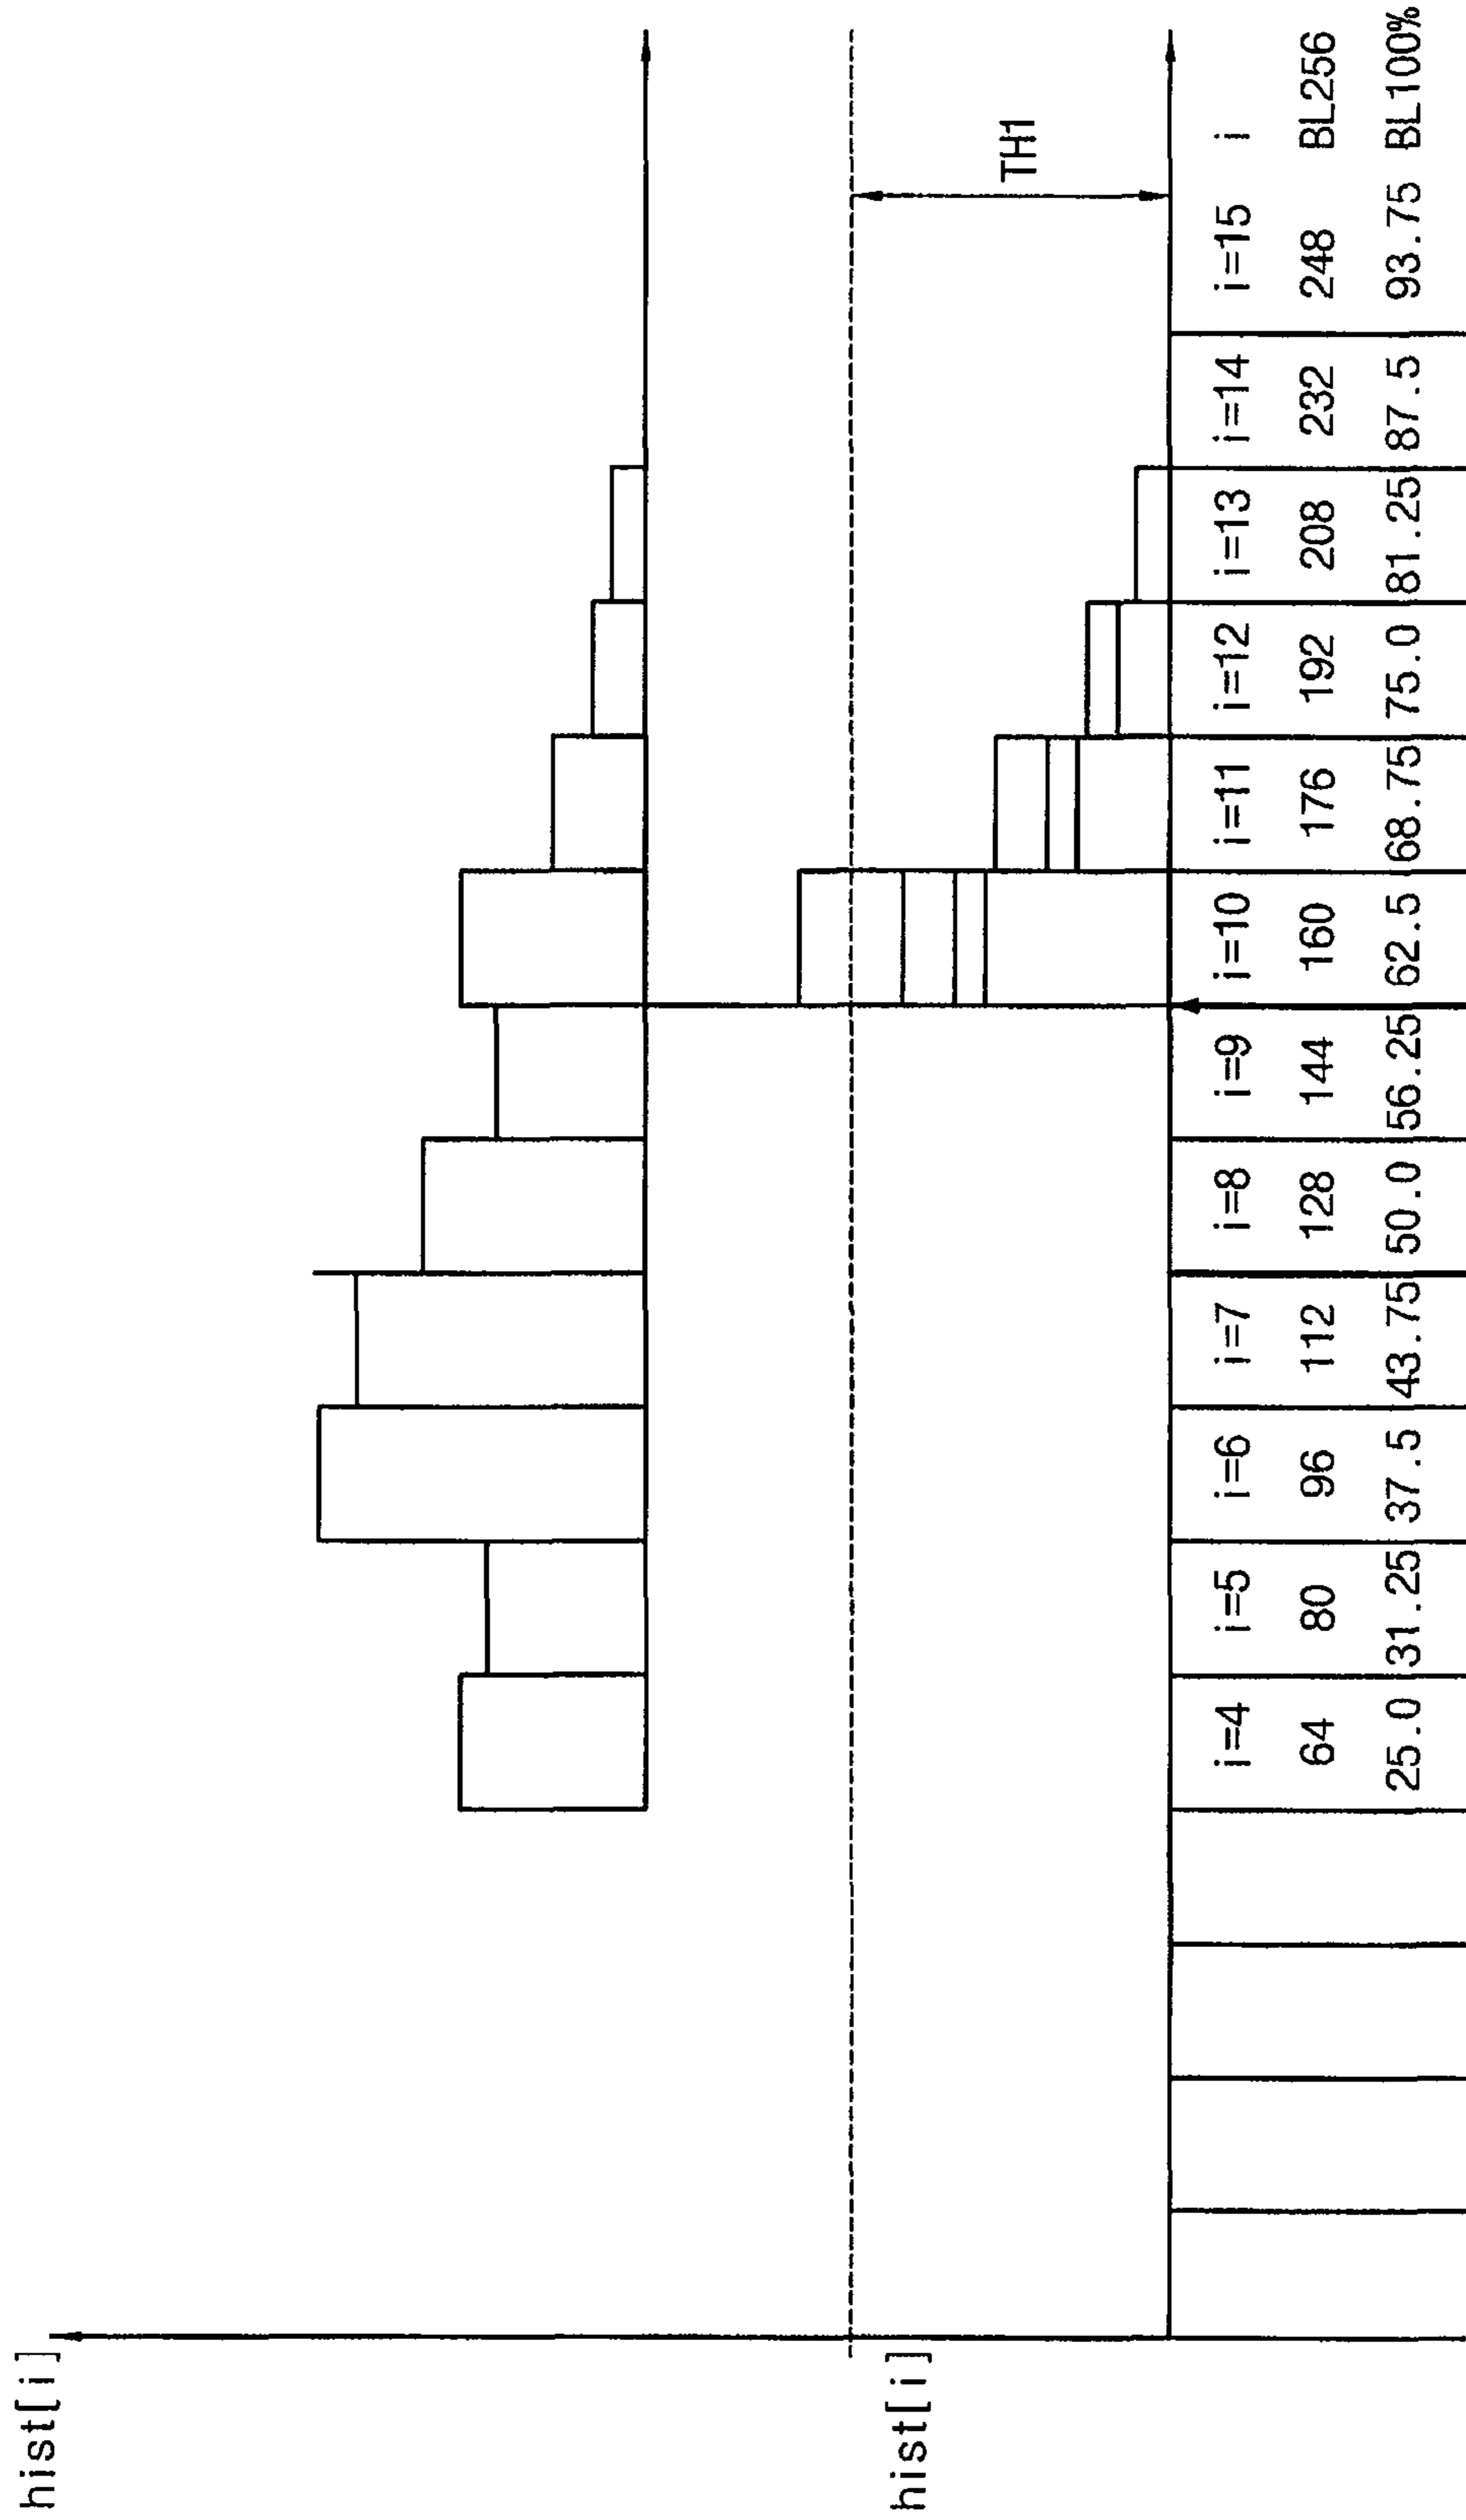 hist[i]
hist[i]
TH1
i=4 i=5 i=6 i=7 i=8 i=9 i=10 i=11 i=12 i=13 i=14 i=15 i
64 80 96 112 128 144 160 176 192 208 232 248 BL256
25.0 31.25 37.5 43.75 50.0 56.25 62.5 68.75 75.0 81.25 87.5 93.75 BL100%